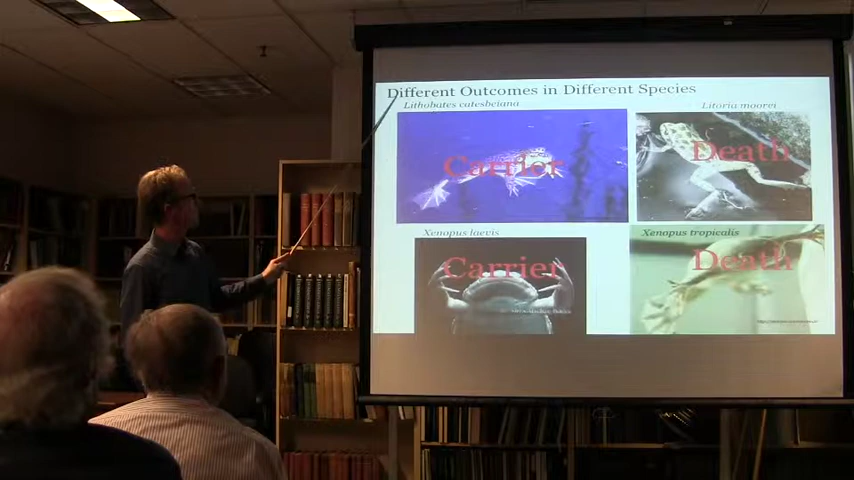 Different Outcomes in Different Species
Lithobates catesbeiana
Litoria moorei
Carrier
Death
Xenopus laevis
Xenopus tropicalis
Carrier
Death